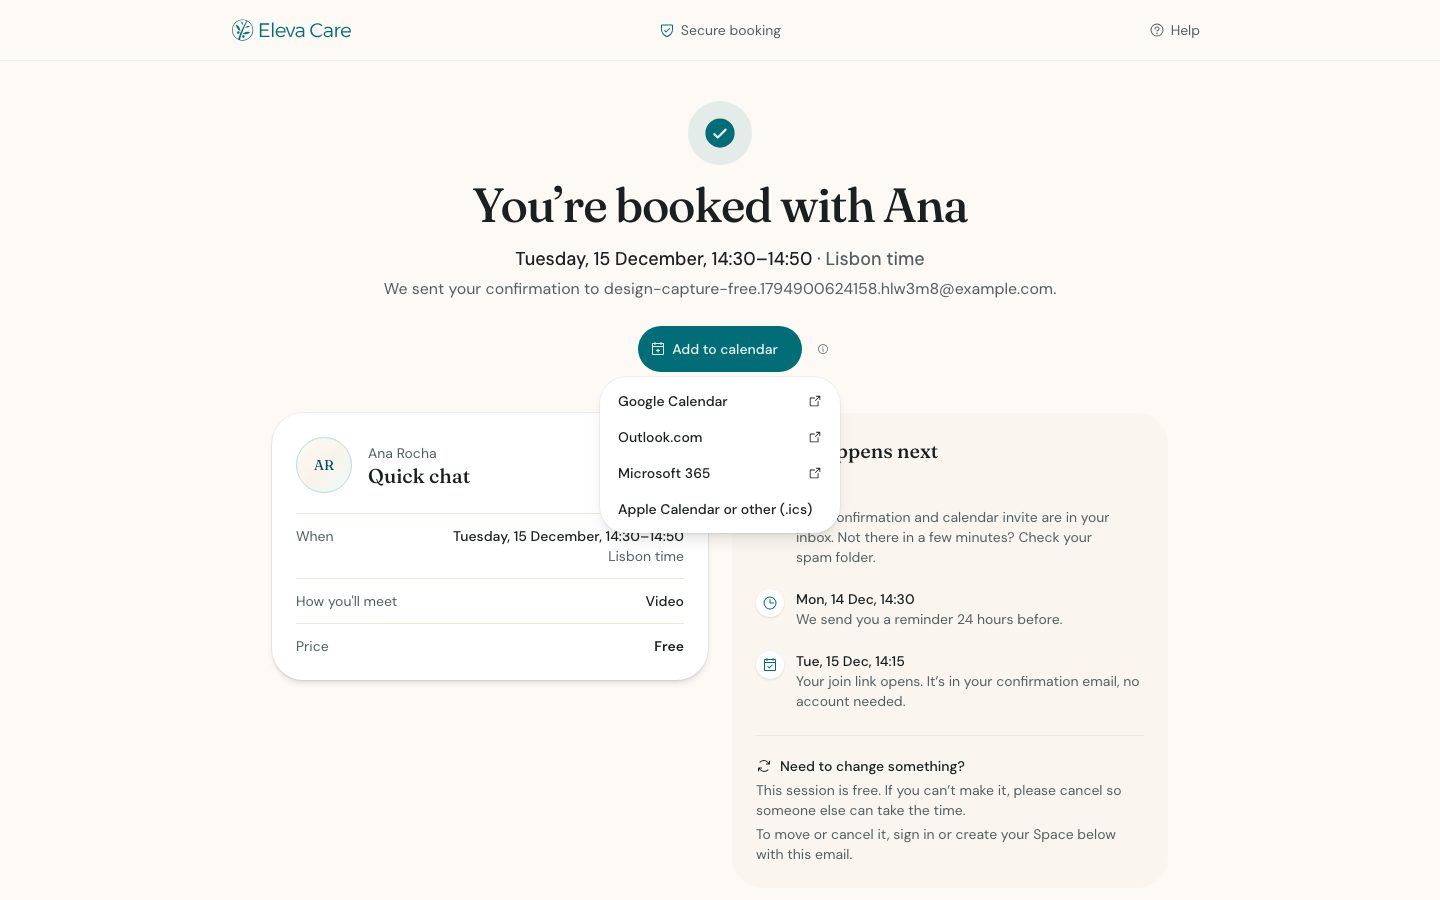 Eleva Care
Secure booking
Help
You’re booked with Ana
Tuesday, 15 December, 14:30–14:50 · Lisbon time
We sent your confirmation to design-capture-free.1794900624158.hlw3m8@example.com.
Add to calendar
Google Calendar
Outlook.com
Microsoft 365
Apple Calendar or other (.ics)
AR
Ana Rocha
Quick chat
When
Tuesday, 15 December, 14:30–14:50
Lisbon time
How you'll meet
Video
Price
Free
next
confirmation and calendar invite are in your
inbox. Not there in a few minutes? Check your
spam folder.
Mon, 14 Dec, 14:30
We send you a reminder 24 hours before.
Tue, 15 Dec, 14:15
Your join link opens. It’s in your confirmation email, no
account needed.
Need to change something?
This session is free. If you can’t make it, please cancel so
someone else can take the time.
To move or cancel it, sign in or create your Space below
with this email.